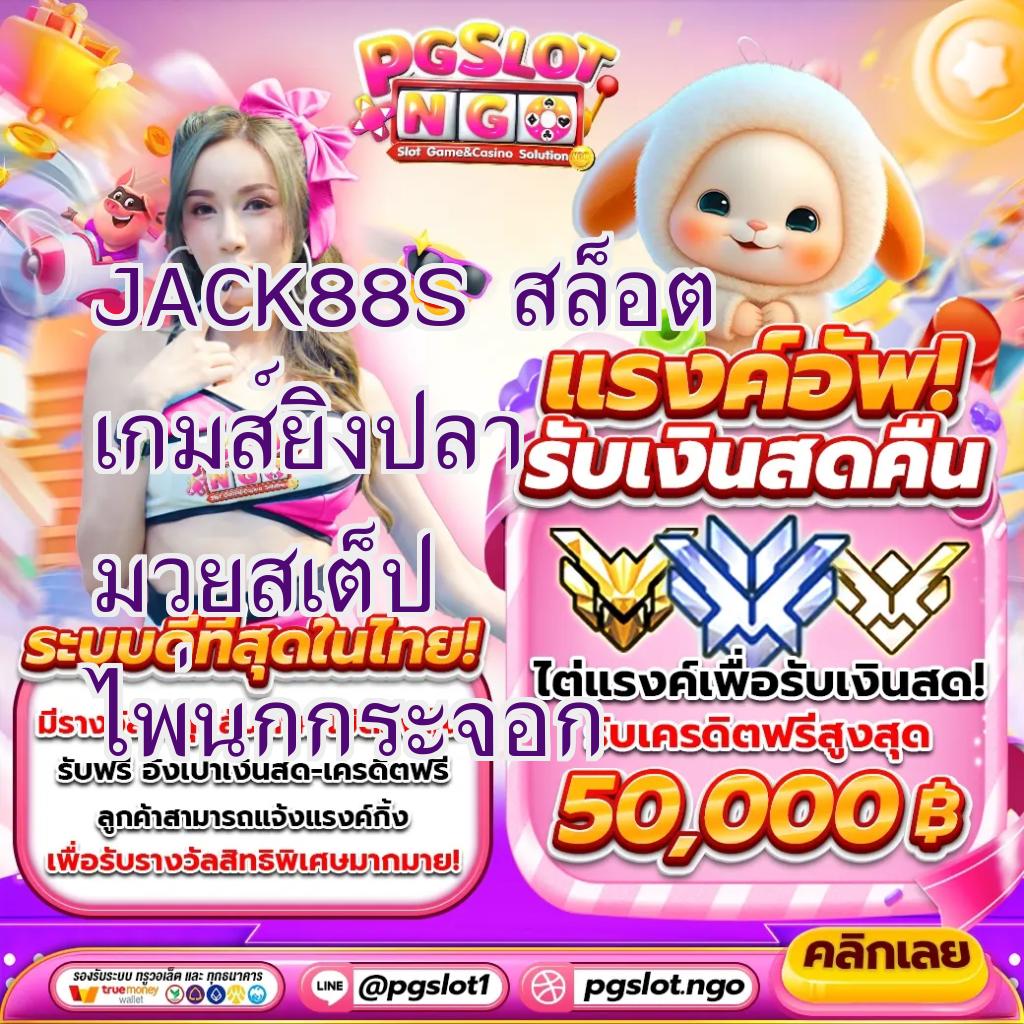 PGSLOT
NGO
Slot Game&Casino Solution
JACK88S สล็อต
เกมส์ยิงปลา
มวยสเต็ป
ไพ่นกกระจอก
แรงค์อัพ!
รับเงินสดคืน
ไต่แรงค์เพื่อรับเงินสด!
รับเครดิตฟรีสูงสุด
50,000 ฿
ระบบดีที่สุดในไทย!
รับฟรี อั่งเปาเงินสด-เครดิตฟรี
ลูกค้าสามารถแจ้งแรงค์กิ้ง
เพื่อรับรางวัลสิทธิพิเศษมากมาย!
รองรับระบบ ทรูวอเล็ต และ ทุกธนาคาร
truemoney
wallet
LINE @pgslot1
pgslot.ngo
คลิกเลย